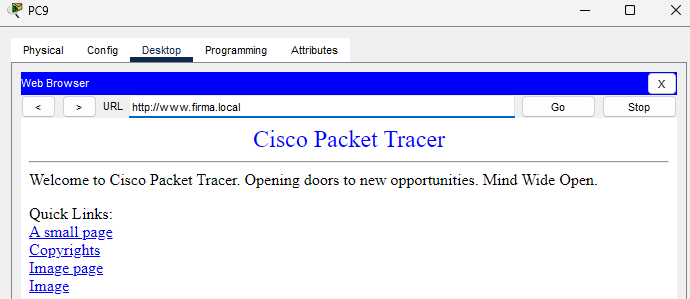 PC9
Physical Config Desktop Programming Attributes
Web Browser X
< > URL http://www.firma.local Go Stop
Cisco Packet Tracer
Welcome to Cisco Packet Tracer. Opening doors to new opportunities. Mind Wide Open.
Quick Links:
A small page
Copyrights
Image page
Image